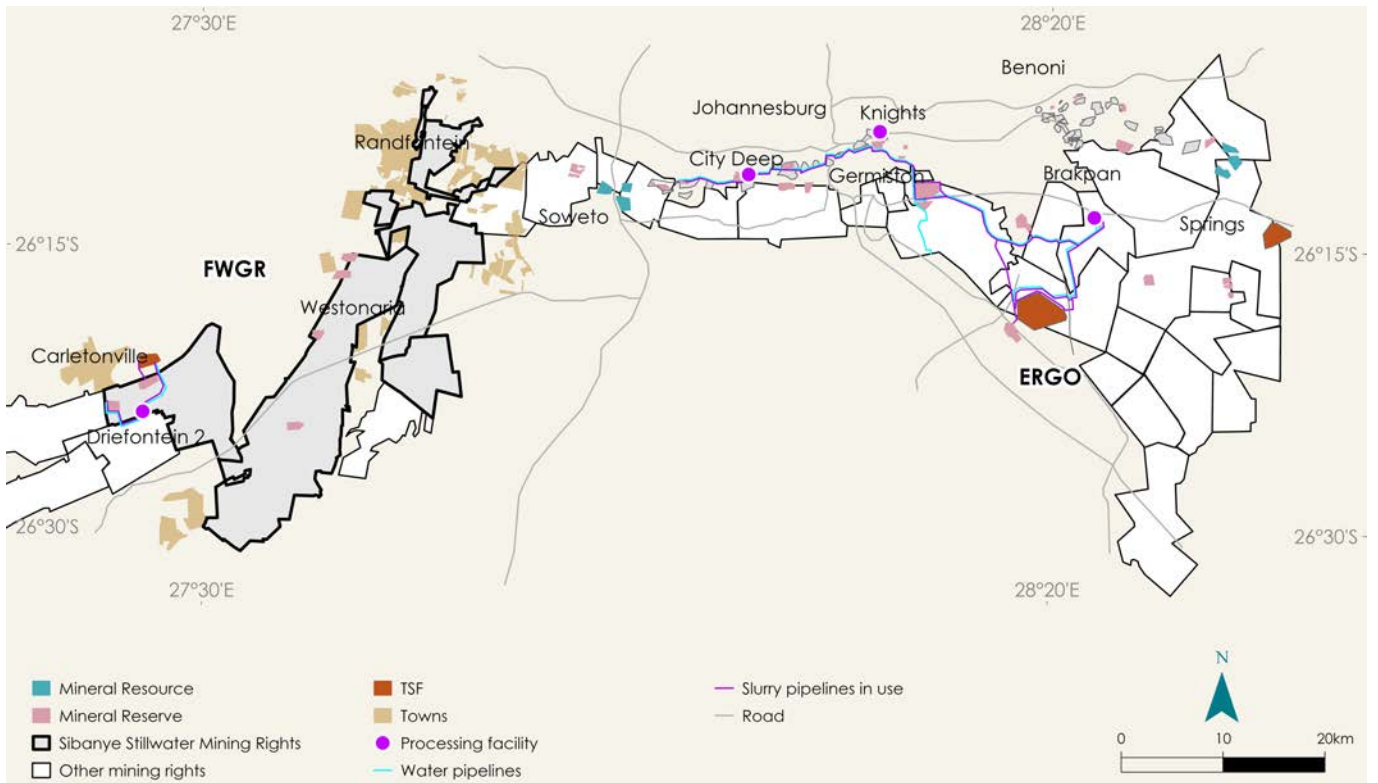 27°30'E
28°20'E
Benoni
Johannesburg
Knights
Randfontein
City Deep
Germiston
Brakpan
Soweto
Springs
26°15'S
26°15'S
FWGR
Westonaria
Carletonville
ERGO
Driefontein 2
26°30'S
26°30'S
27°30'E
28°20'E
N
Mineral Resource
TSF
Slurry pipelines in use
Mineral Reserve
Towns
Road
Sibanye Stillwater Mining Rights
Processing facility
0 10 20km
Other mining rights
Water pipelines